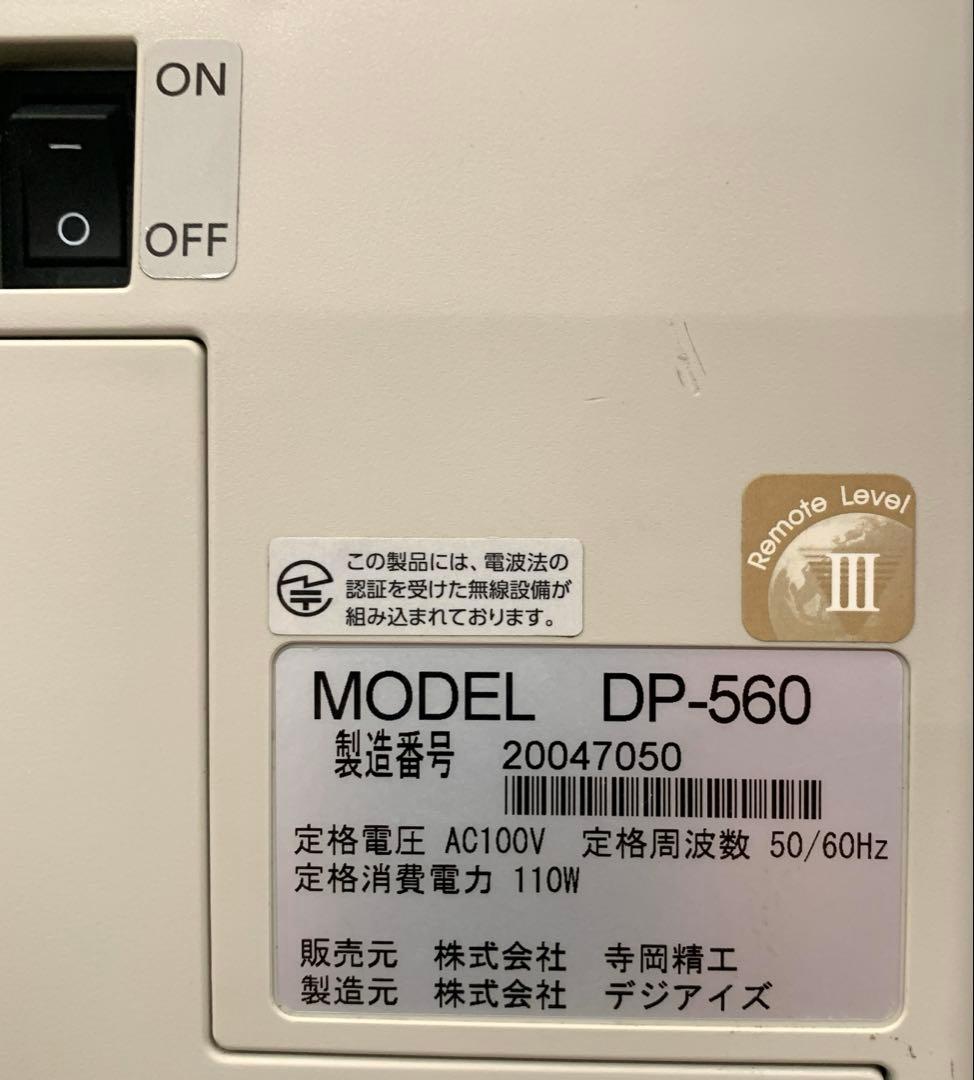 ON
OFF
Remote Level
III
この製品には、電波法の
認証を受けた無線設備が
組み込まれております。
MODEL DP-560
製造番号 20047050
定格電圧 AC100V 定格周波数 50/60Hz
定格消費電力 110W
販売元 株式会社 寺岡精工
製造元 株式会社 デジアイズ